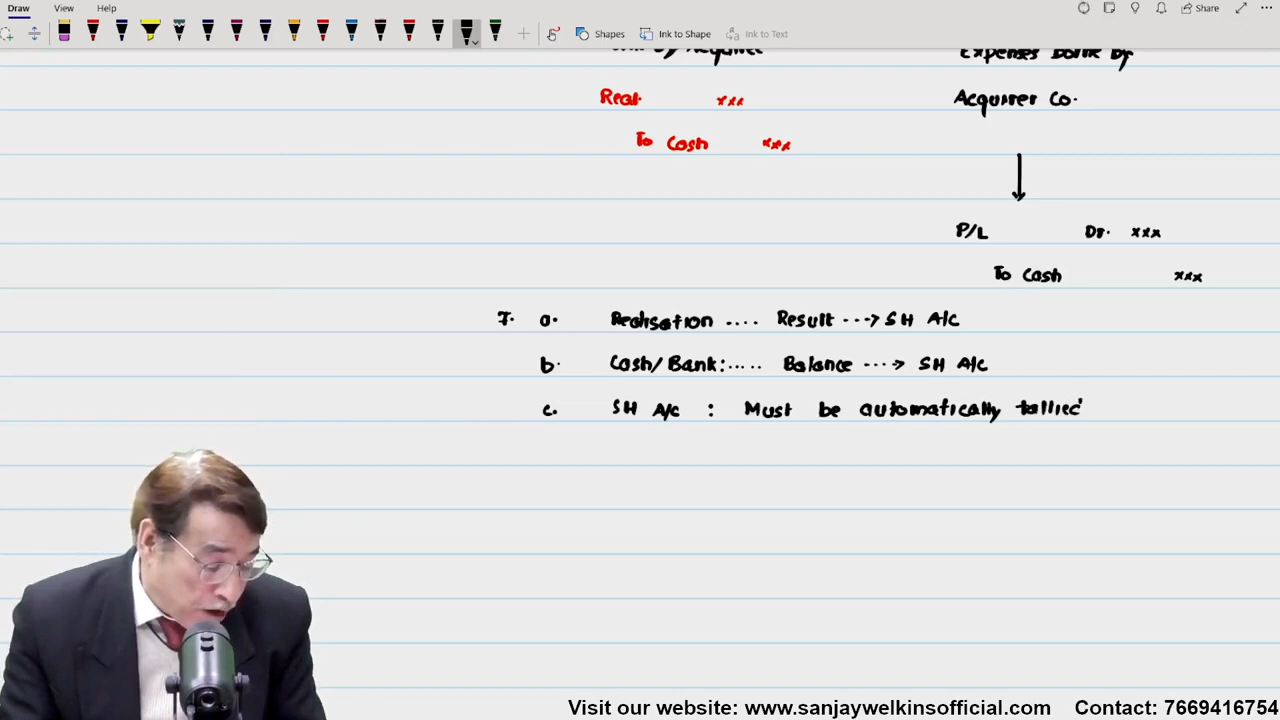 Draw View Help Share
Shapes Ink to Shape Ink to Text
by Acquiree
Expenses borne by
Acquirer Co.
Real. xxx
To Cash xxx
P/L Dr. xxx
To Cash xxx
7. a. Realisation .... Result ---> SH A/C
b. Cash/Bank:..... Balance ---> SH A/C
c. SH A/C : Must be automatically tallied
Visit our website: www.sanjaywelkinsofficial.com Contact: 7669416754